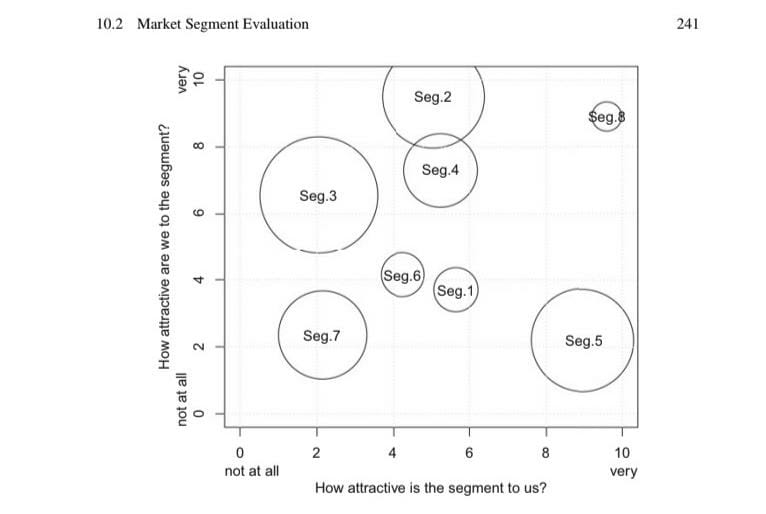 10.2 Market Segment Evaluation 241
very
10
Seg.2
Seg.8
8
Seg.4
How attractive are we to the segment?
Seg.3
6
4
Seg.6
Seg.1
Seg.7
Seg.5
2
not at all
0
0 2 4 6 8 10
not at all very
How attractive is the segment to us?